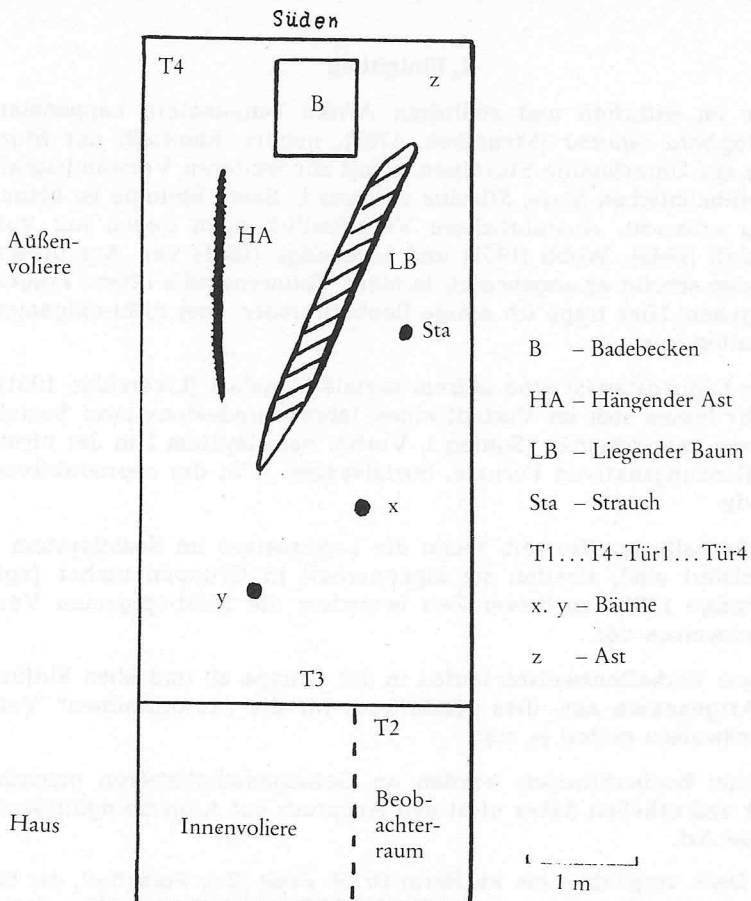 Süden
T4
z
B
HA
LB
Außen-
voliere
Sta
B – Badebecken
HA – Hängender Ast
LB – Liegender Baum
Sta – Strauch
T1...T4-Tür1...Tür4
x. y – Bäume
z – Ast
x
y
T3
T2
Haus
Innenvoliere
Beob-
achter-
raum
1 m